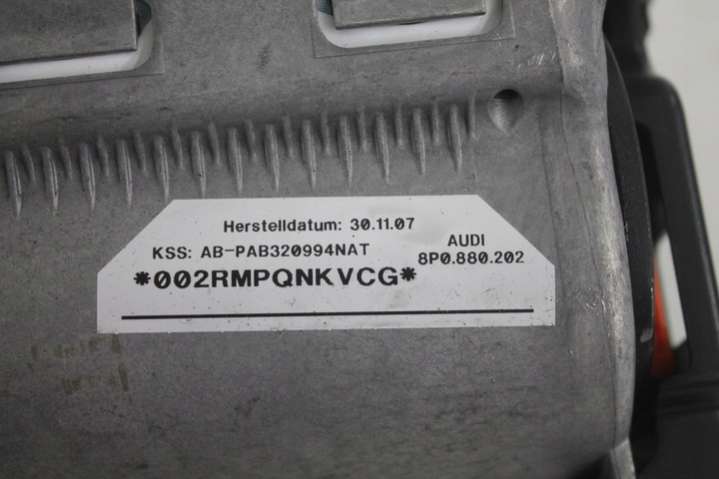 Herstelldatum: 30.11.07
KSS: AB-PAB320994NAT
AUDI
8P0.880.202
*002RMPQNKVCG*